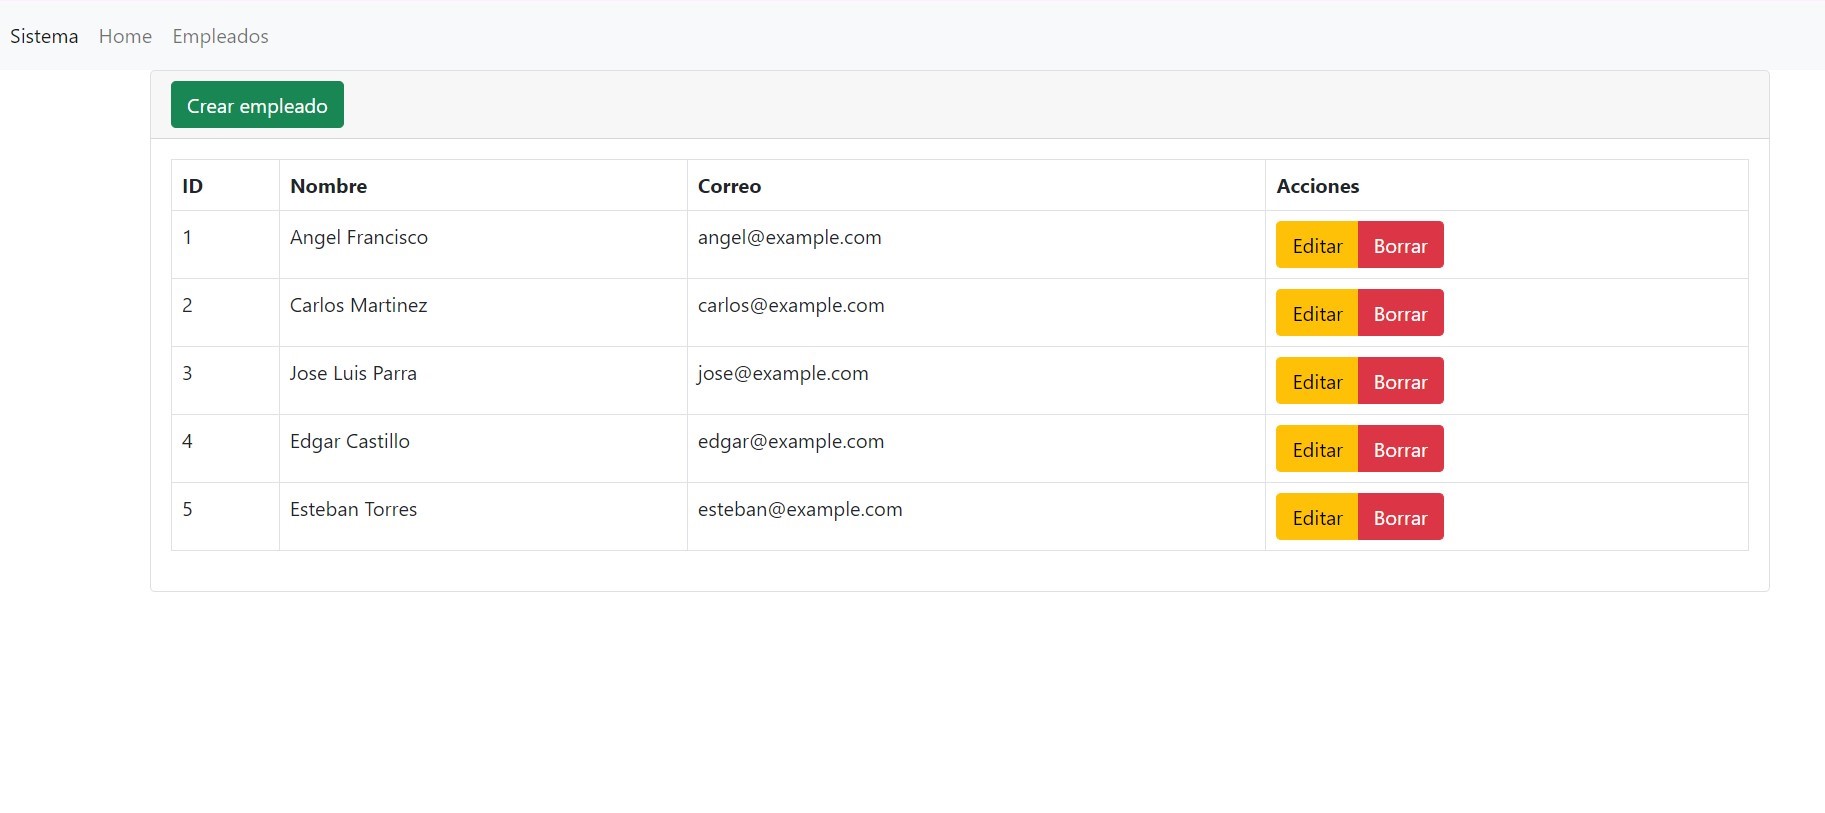 Sistema Home Empleados
Crear empleado
ID Nombre Correo Acciones
1 Angel Francisco angel@example.com Editar Borrar
2 Carlos Martinez carlos@example.com Editar Borrar
3 Jose Luis Parra jose@example.com Editar Borrar
4 Edgar Castillo edgar@example.com Editar Borrar
5 Esteban Torres esteban@example.com Editar Borrar